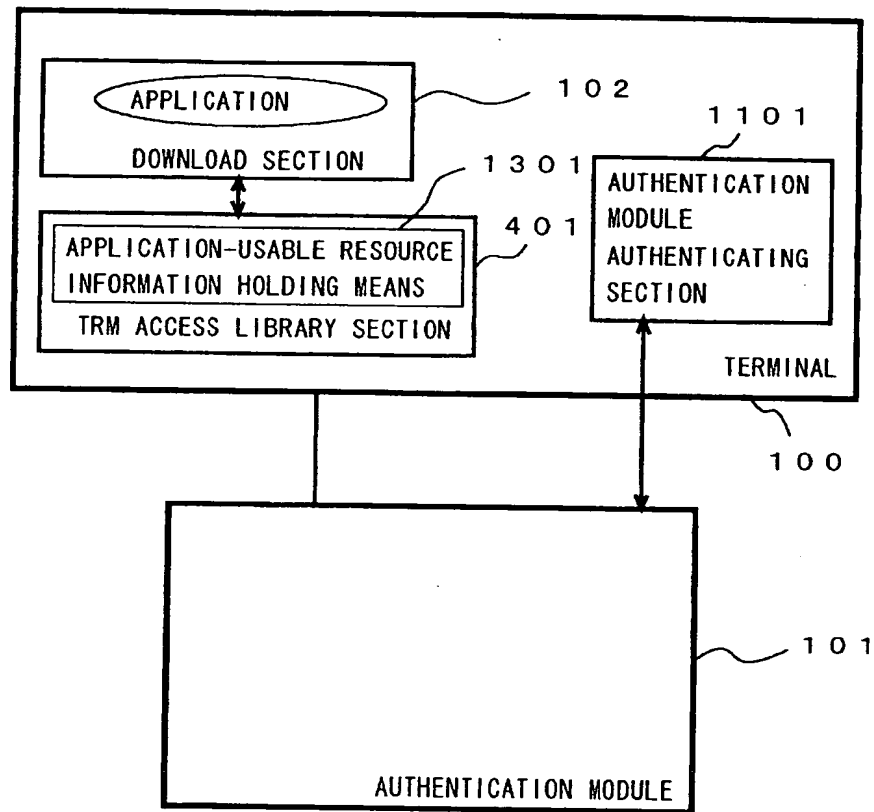 APPLICATION
DOWNLOAD SECTION
102
1301
APPLICATION-USABLE RESOURCE
INFORMATION HOLDING MEANS
TRM ACCESS LIBRARY SECTION
401
1101
AUTHENTICATION
MODULE
AUTHENTICATING
SECTION
TERMINAL
100
101
AUTHENTICATION MODULE